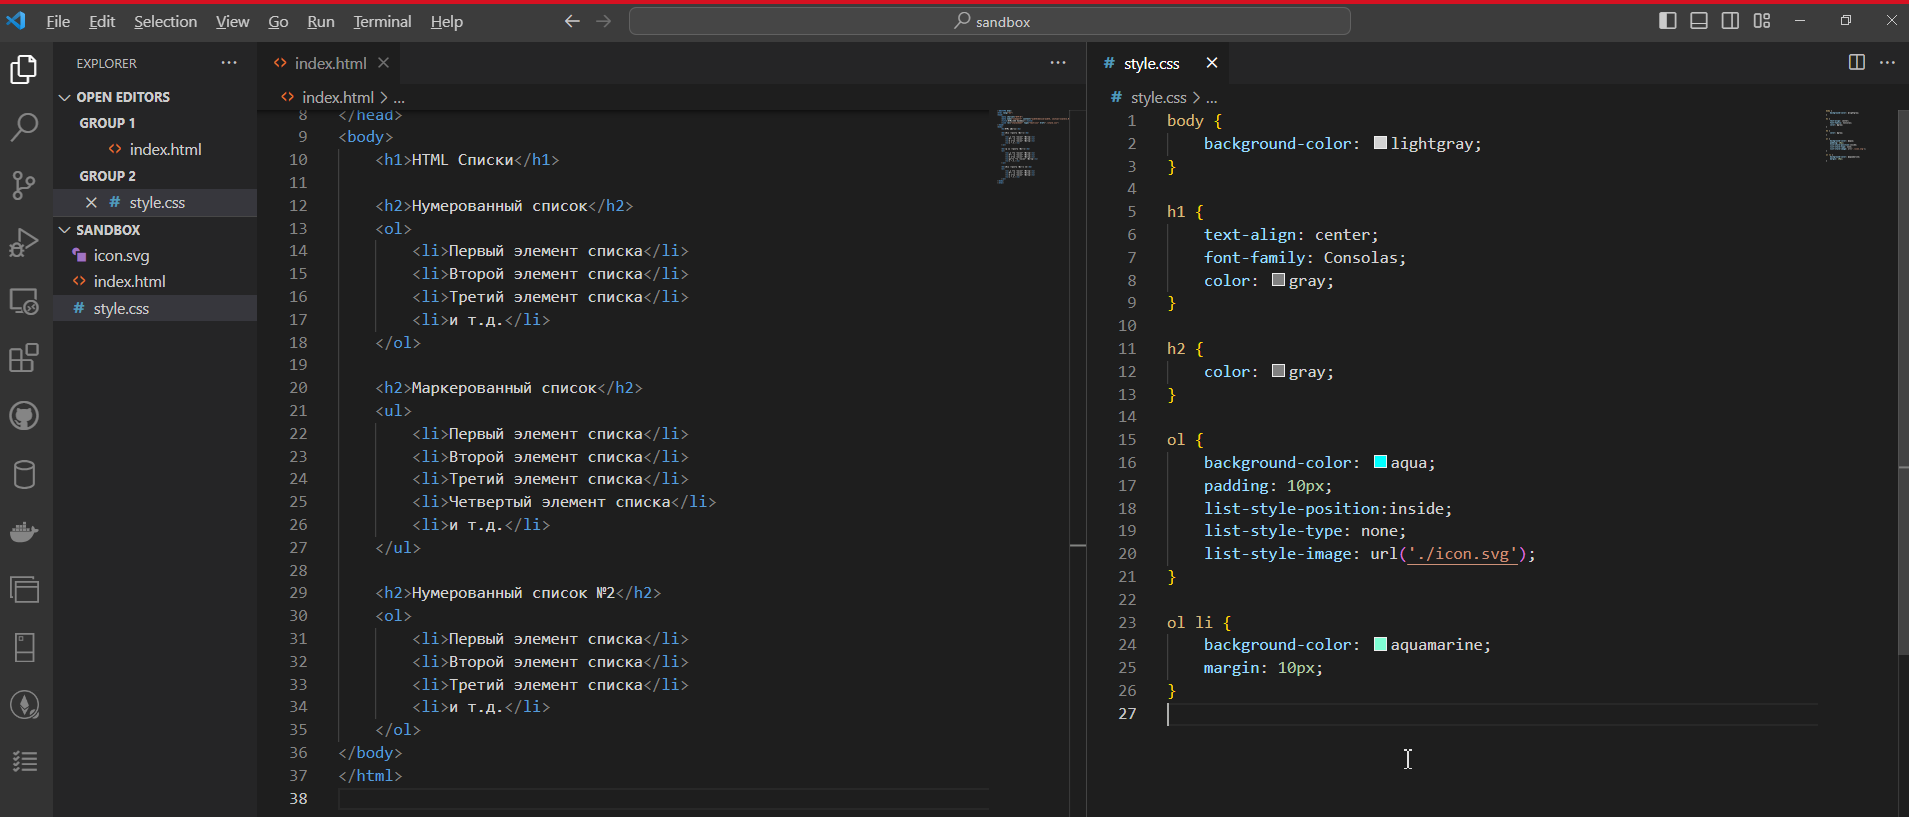 File Edit Selection View Go Run Terminal Help
sandbox
EXPLORER
OPEN EDITORS
GROUP 1
index.html
GROUP 2
style.css
SANDBOX
icon.svg
index.html
style.css
index.html
index.html > ...
8 </head>
9 <body>
10 <h1>HTML Списки</h1>
11
12 <h2>Нумерованный список</h2>
13 <ol>
14 <li>Первый элемент списка</li>
15 <li>Второй элемент списка</li>
16 <li>Третий элемент списка</li>
17 <li>и т.д.</li>
18 </ol>
19
20 <h2>Маркерованный список</h2>
21 <ul>
22 <li>Первый элемент списка</li>
23 <li>Второй элемент списка</li>
24 <li>Третий элемент списка</li>
25 <li>Четвертый элемент списка</li>
26 <li>и т.д.</li>
27 </ul>
28
29 <h2>Нумерованный список №2</h2>
30 <ol>
31 <li>Первый элемент списка</li>
32 <li>Второй элемент списка</li>
33 <li>Третий элемент списка</li>
34 <li>и т.д.</li>
35 </ol>
36 </body>
37 </html>
38
# style.css
# style.css > ...
1 body {
2 background-color: lightgray;
3 }
4
5 h1 {
6 text-align: center;
7 font-family: Consolas;
8 color: gray;
9 }
10
11 h2 {
12 color: gray;
13 }
14
15 ol {
16 background-color: aqua;
17 padding: 10px;
18 list-style-position:inside;
19 list-style-type: none;
20 list-style-image: url('./icon.svg');
21 }
22
23 ol li {
24 background-color: aquamarine;
25 margin: 10px;
26 }
27